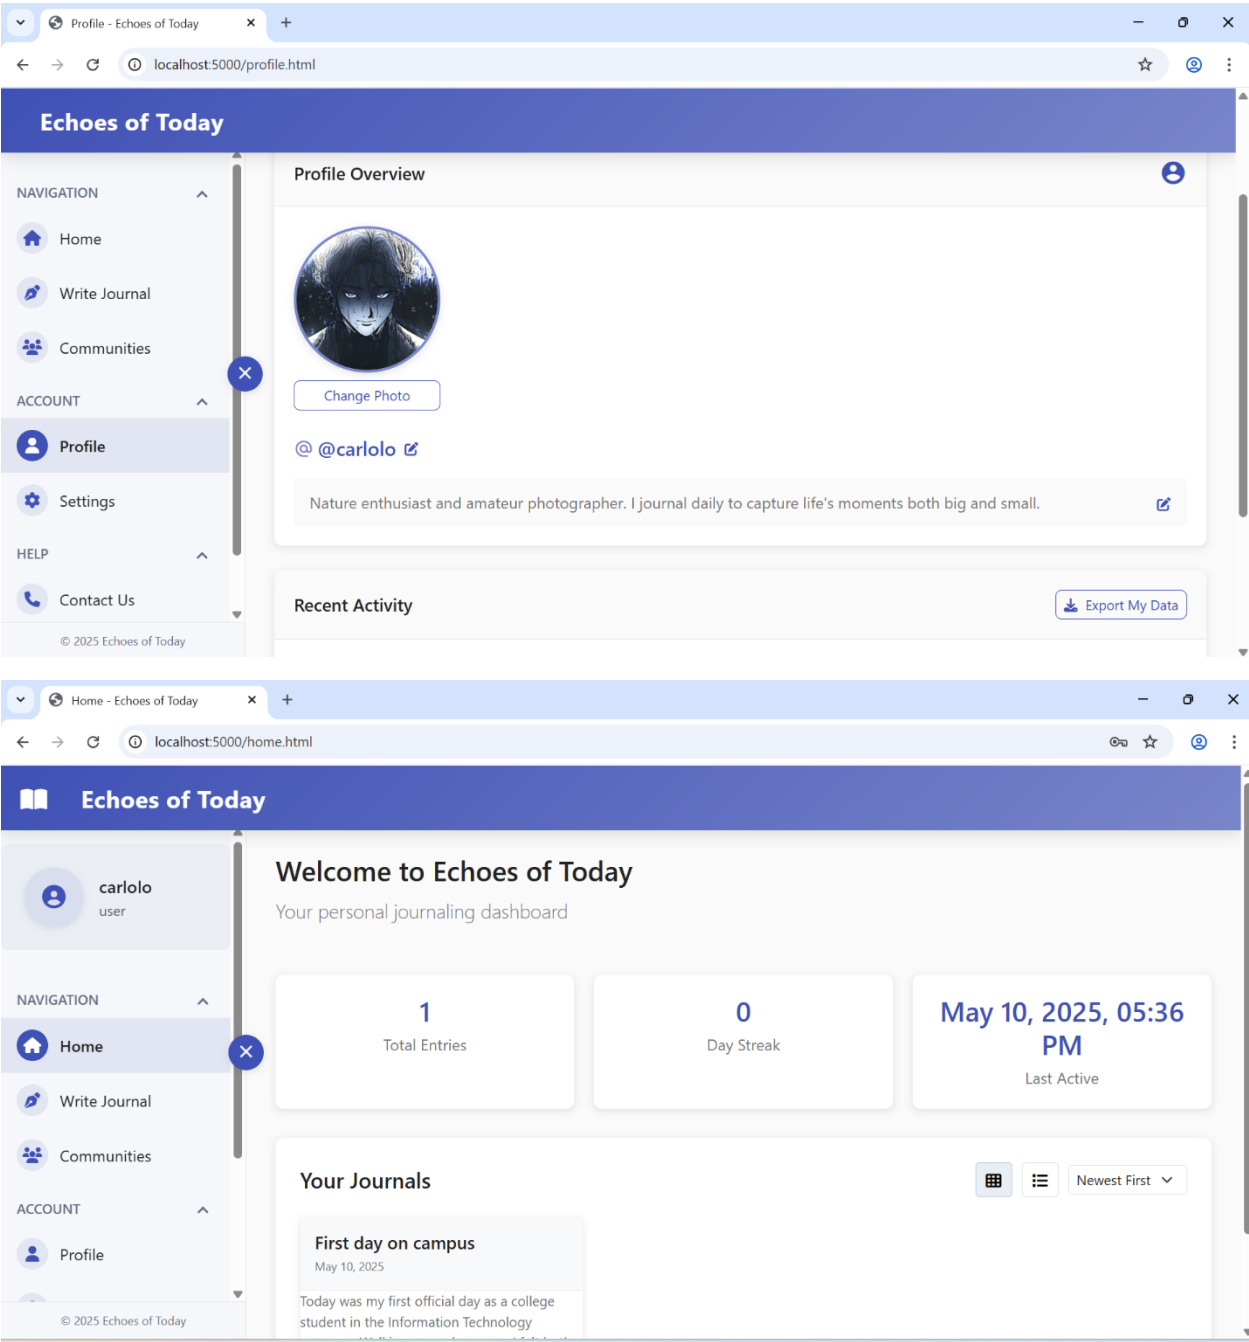 Profile - Echoes of Today
localhost:5000/profile.html
Echoes of Today
NAVIGATION
Home
Write Journal
Communities
ACCOUNT
Profile
Settings
HELP
Contact Us
© 2025 Echoes of Today
Profile Overview
Change Photo
@ @carlolo
Nature enthusiast and amateur photographer. I journal daily to capture life's moments both big and small.
Recent Activity
Export My Data
Home - Echoes of Today
localhost:5000/home.html
Echoes of Today
carlolo
user
NAVIGATION
Home
Write Journal
Communities
ACCOUNT
Profile
© 2025 Echoes of Today
Welcome to Echoes of Today
Your personal journaling dashboard
1
Total Entries
0
Day Streak
May 10, 2025, 05:36
PM
Last Active
Your Journals
Newest First
First day on campus
May 10, 2025
Today was my first official day as a college
student in the Information Technology